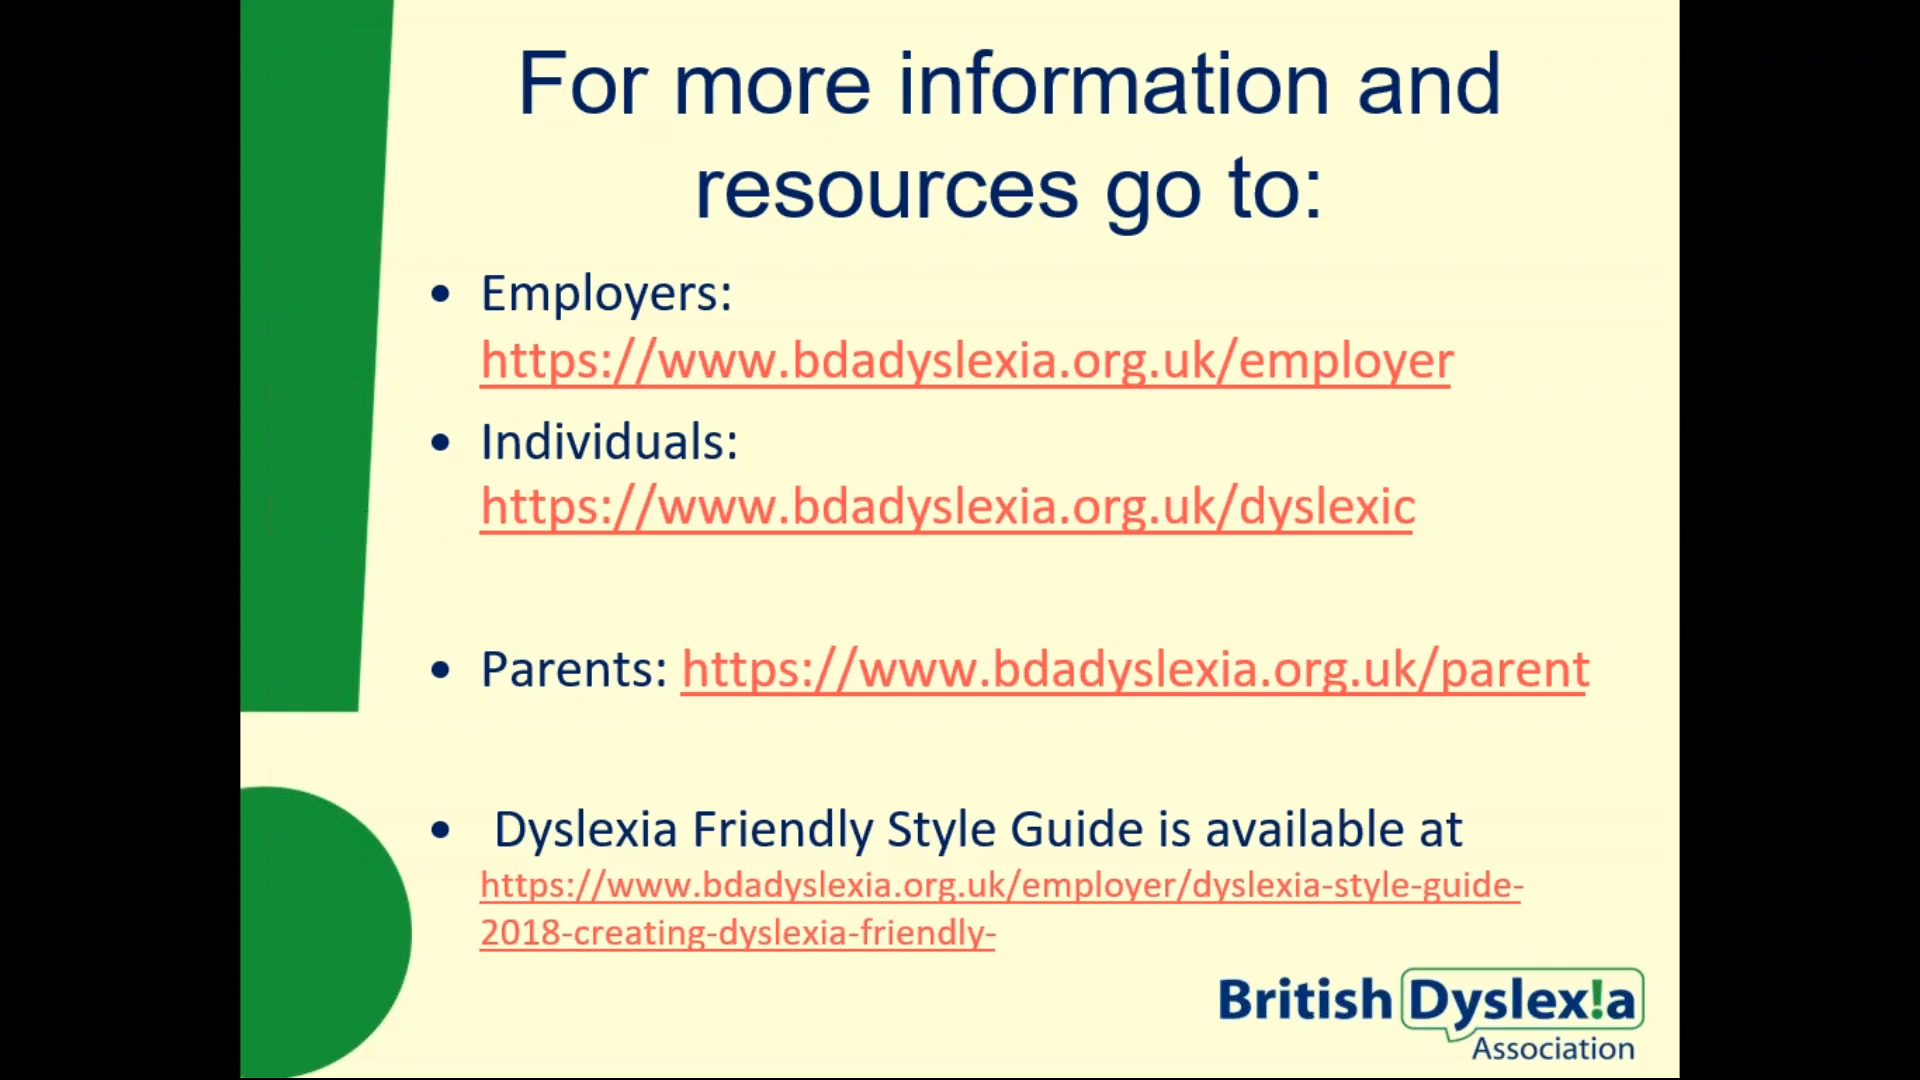 For more information and
resources go to:
• Employers:
https://www.bdadyslexia.org.uk/employer
• Individuals:
https://www.bdadyslexia.org.uk/dyslexic
• Parents: https://www.bdadyslexia.org.uk/parent
• Dyslexia Friendly Style Guide is available at
https://www.bdadyslexia.org.uk/employer/dyslexia-style-guide-
2018-creating-dyslexia-friendly-
British Dyslex!a
Association